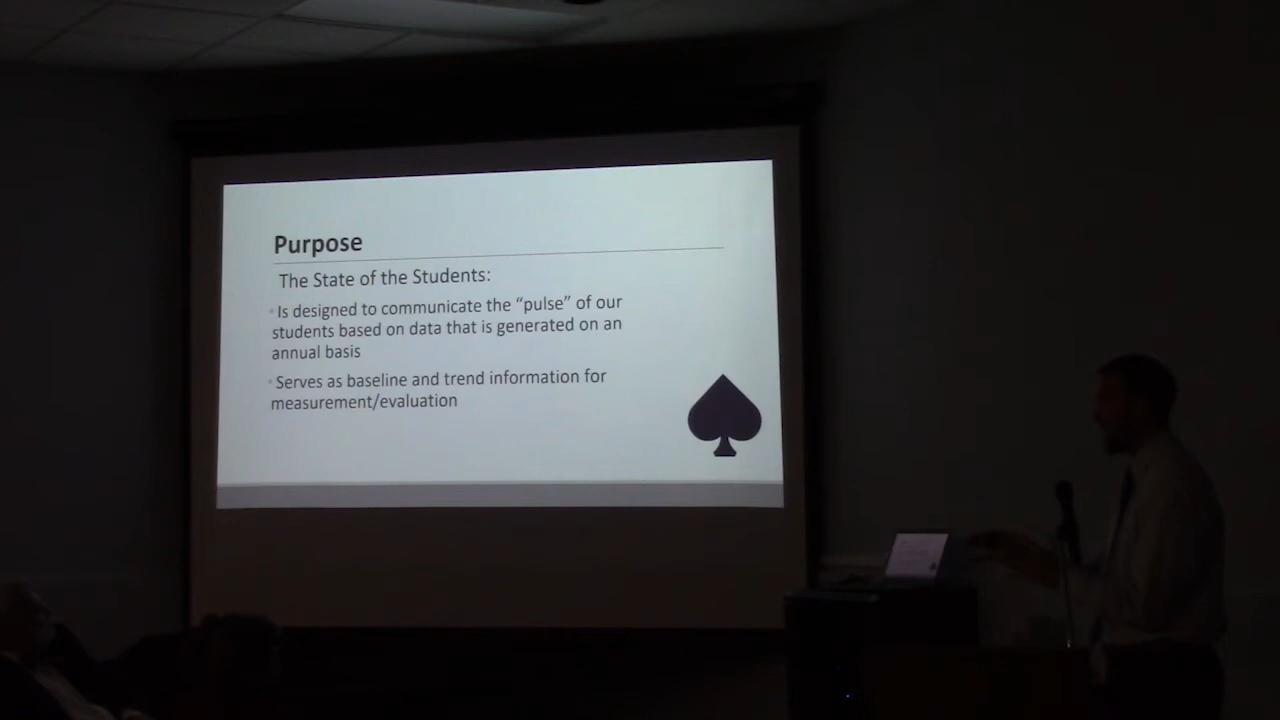 Purpose
The State of the Students:
Is designed to communicate the “pulse” of our
students based on data that is generated on an
annual basis
Serves as baseline and trend information for
measurement/evaluation